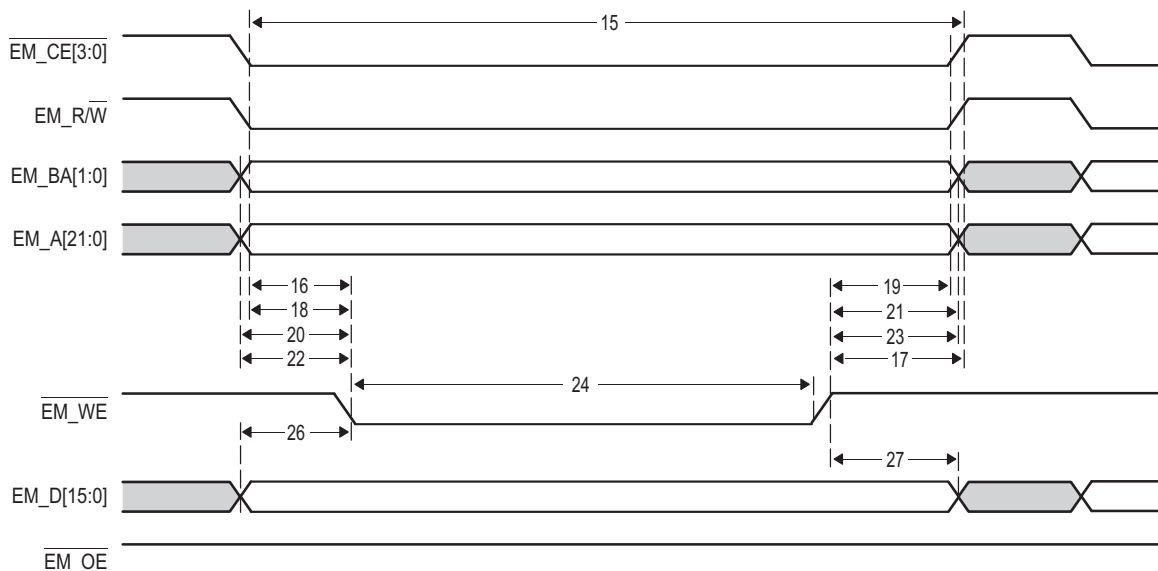 15
EM_CE[3:0]
EM_R/W
EM_BA[1:0]
EM_A[21:0]
16
19
18
21
20
23
22
17
24
EM_WE
26
27
EM_D[15:0]
EM_OE